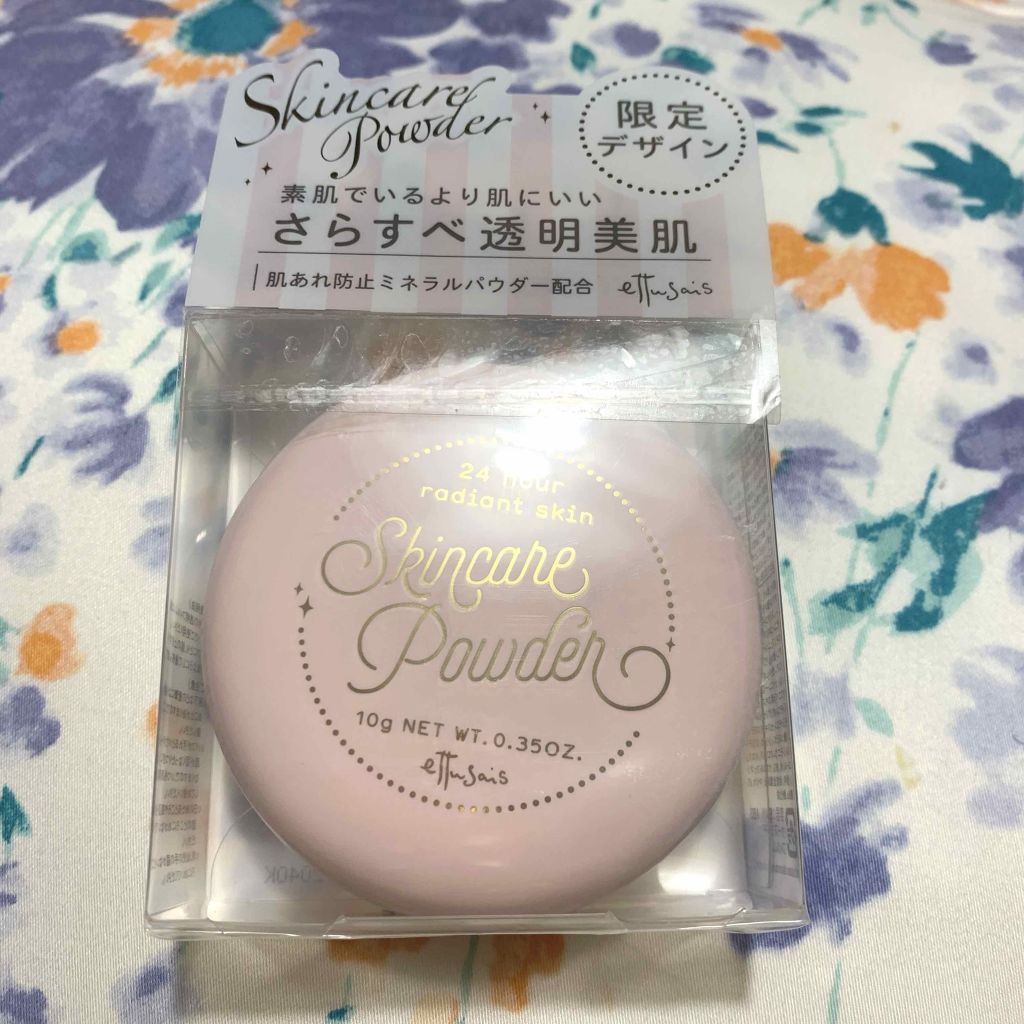 Skincare
Powder
限定
デザイン
素肌でいるより肌にいい
さらすべ透明美肌
肌あれ防止ミネラルパウダー配合
ettusais
24 hour
radiant skin
Skincare
Powder
10g NET WT.0.35OZ.
ettusais